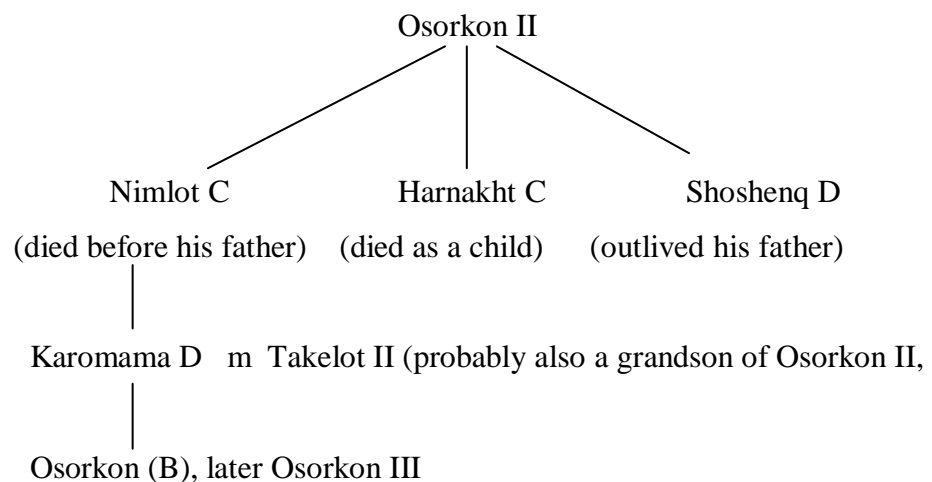 Osorkon II
Nimlot C Harnakht C Shoshenq D
(died before his father) (died as a child) (outlived his father)
Karomama D m Takelot II (probably also a grandson of Osorkon II,
Osorkon (B), later Osorkon III